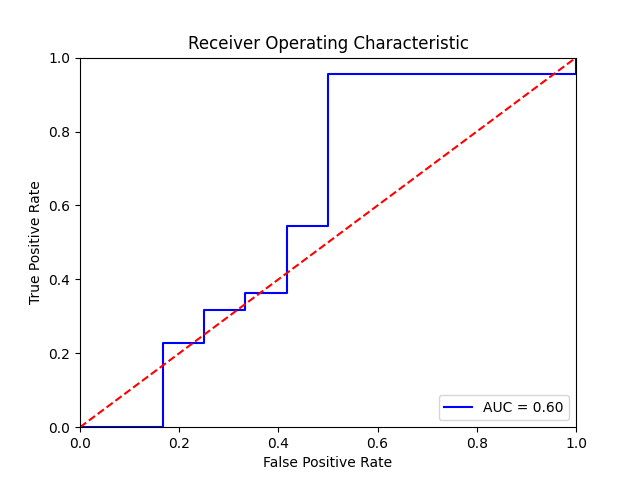 Receiver Operating Characteristic
1.0
0.8
0.6
0.4
0.2
0.0
True Positive Rate
AUC = 0.60
0.0 0.2 0.4 0.6 0.8 1.0
False Positive Rate